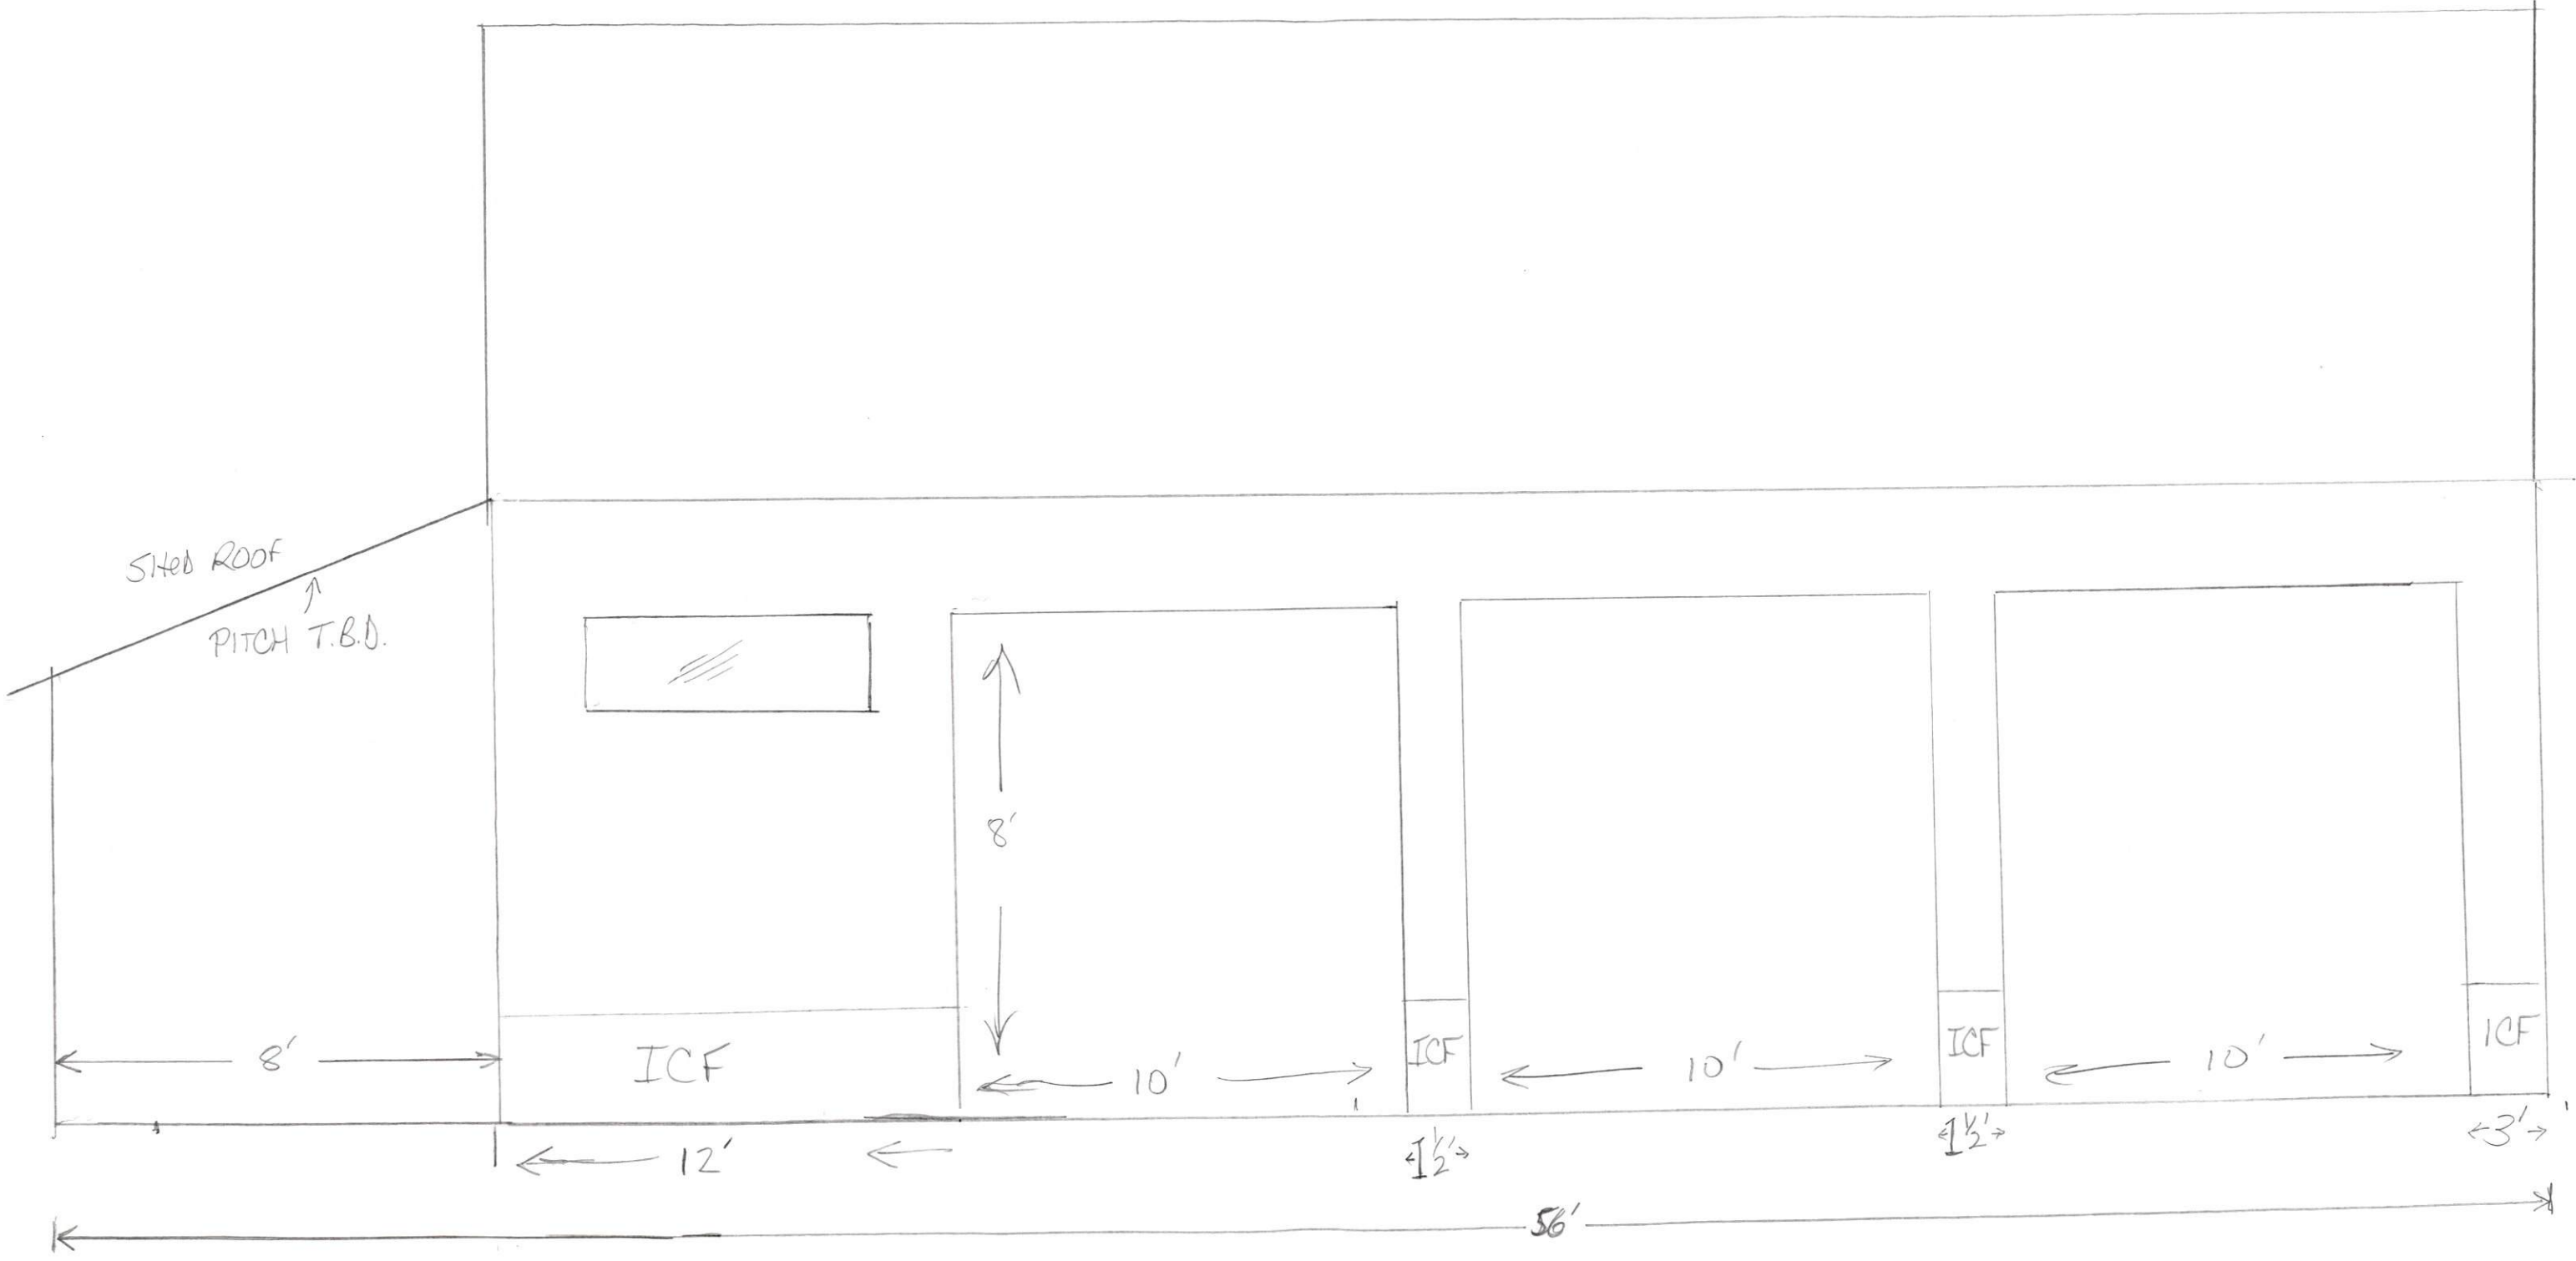 SHED ROOF
PITCH T.B.D.
8'
8'
ICF
10'
ICF
10'
ICF
10'
ICF
12'
1½'
1½'
3'
56'